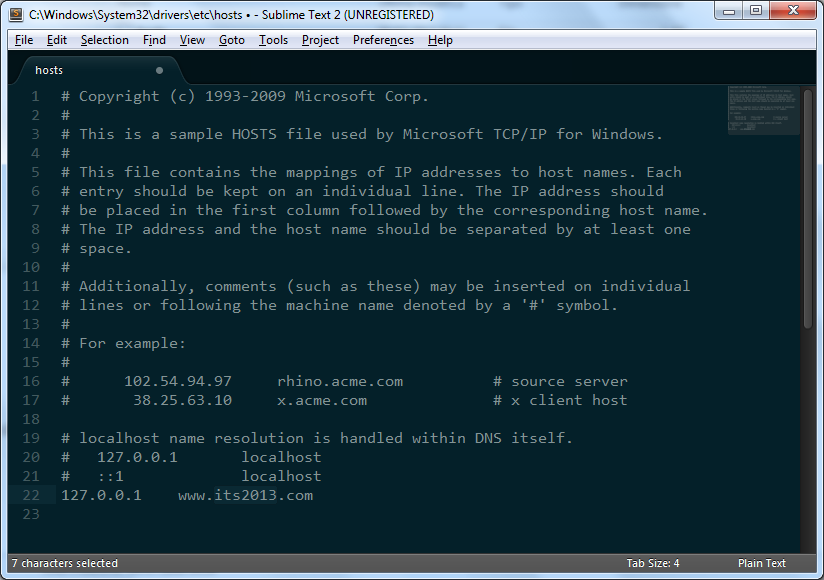 C:\Windows\System32\drivers\etc\hosts • - Sublime Text 2 (UNREGISTERED)
File Edit Selection Find View Goto Tools Project Preferences Help
hosts
1 # Copyright (c) 1993-2009 Microsoft Corp.
2 #
3 # This is a sample HOSTS file used by Microsoft TCP/IP for Windows.
4 #
5 # This file contains the mappings of IP addresses to host names. Each
6 # entry should be kept on an individual line. The IP address should
7 # be placed in the first column followed by the corresponding host name.
8 # The IP address and the host name should be separated by at least one
9 # space.
10 #
11 # Additionally, comments (such as these) may be inserted on individual
12 # lines or following the machine name denoted by a '#' symbol.
13 #
14 # For example:
15 #
16 # 102.54.94.97 rhino.acme.com # source server
17 # 38.25.63.10 x.acme.com # x client host
18
19 # localhost name resolution is handled within DNS itself.
20 # 127.0.0.1 localhost
21 # ::1 localhost
22 127.0.0.1 www.its2013.com
23
7 characters selected Tab Size: 4 Plain Text